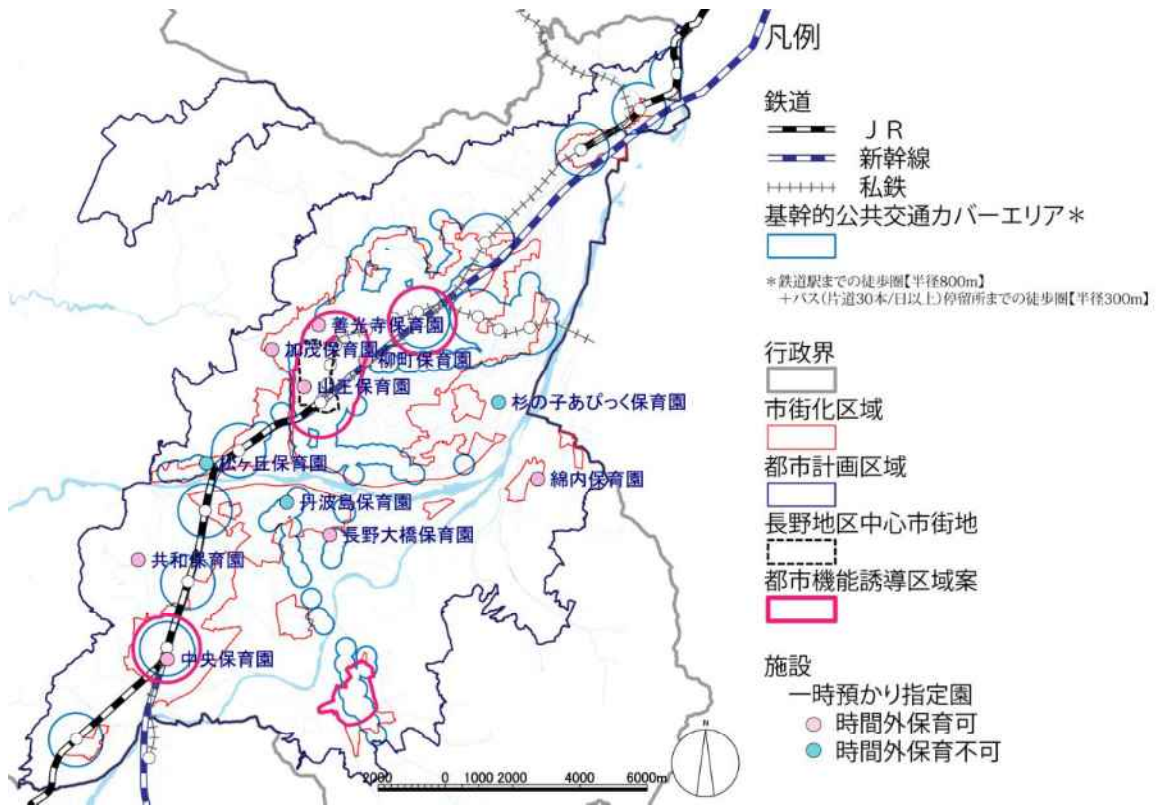 凡例
鉄道
ＪＲ
新幹線
私鉄
基幹的公共交通カバーエリア＊
＊鉄道駅までの徒歩圏【半径800m】
＋バス（片道30本/日以上）停留所までの徒歩圏【半径300m】
行政界
市街化区域
都市計画区域
長野地区中心市街地
都市機能誘導区域案
施設
一時預かり指定園
時間外保育可
時間外保育不可
善光寺保育園
加茂保育園
柳町保育園
山王保育園
杉の子あびっく保育園
松ヶ丘保育園
綿内保育園
丹波島保育園
長野大橋保育園
共和保育園
中央保育園
N
2000 0 1000 2000 4000 6000m